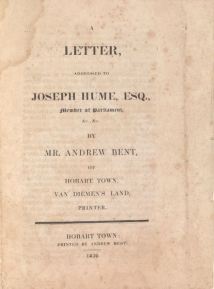 A
LETTER,
ADDRESSED TO
JOSEPH HUME, ESQ.,
Member of Parliament,
&c. &c.
BY
MR. ANDREW BENT,
OF
HOBART TOWN,
VAN DIEMEN'S LAND,
PRINTER.
HOBART TOWN:
PRINTED BY ANDREW BENT.